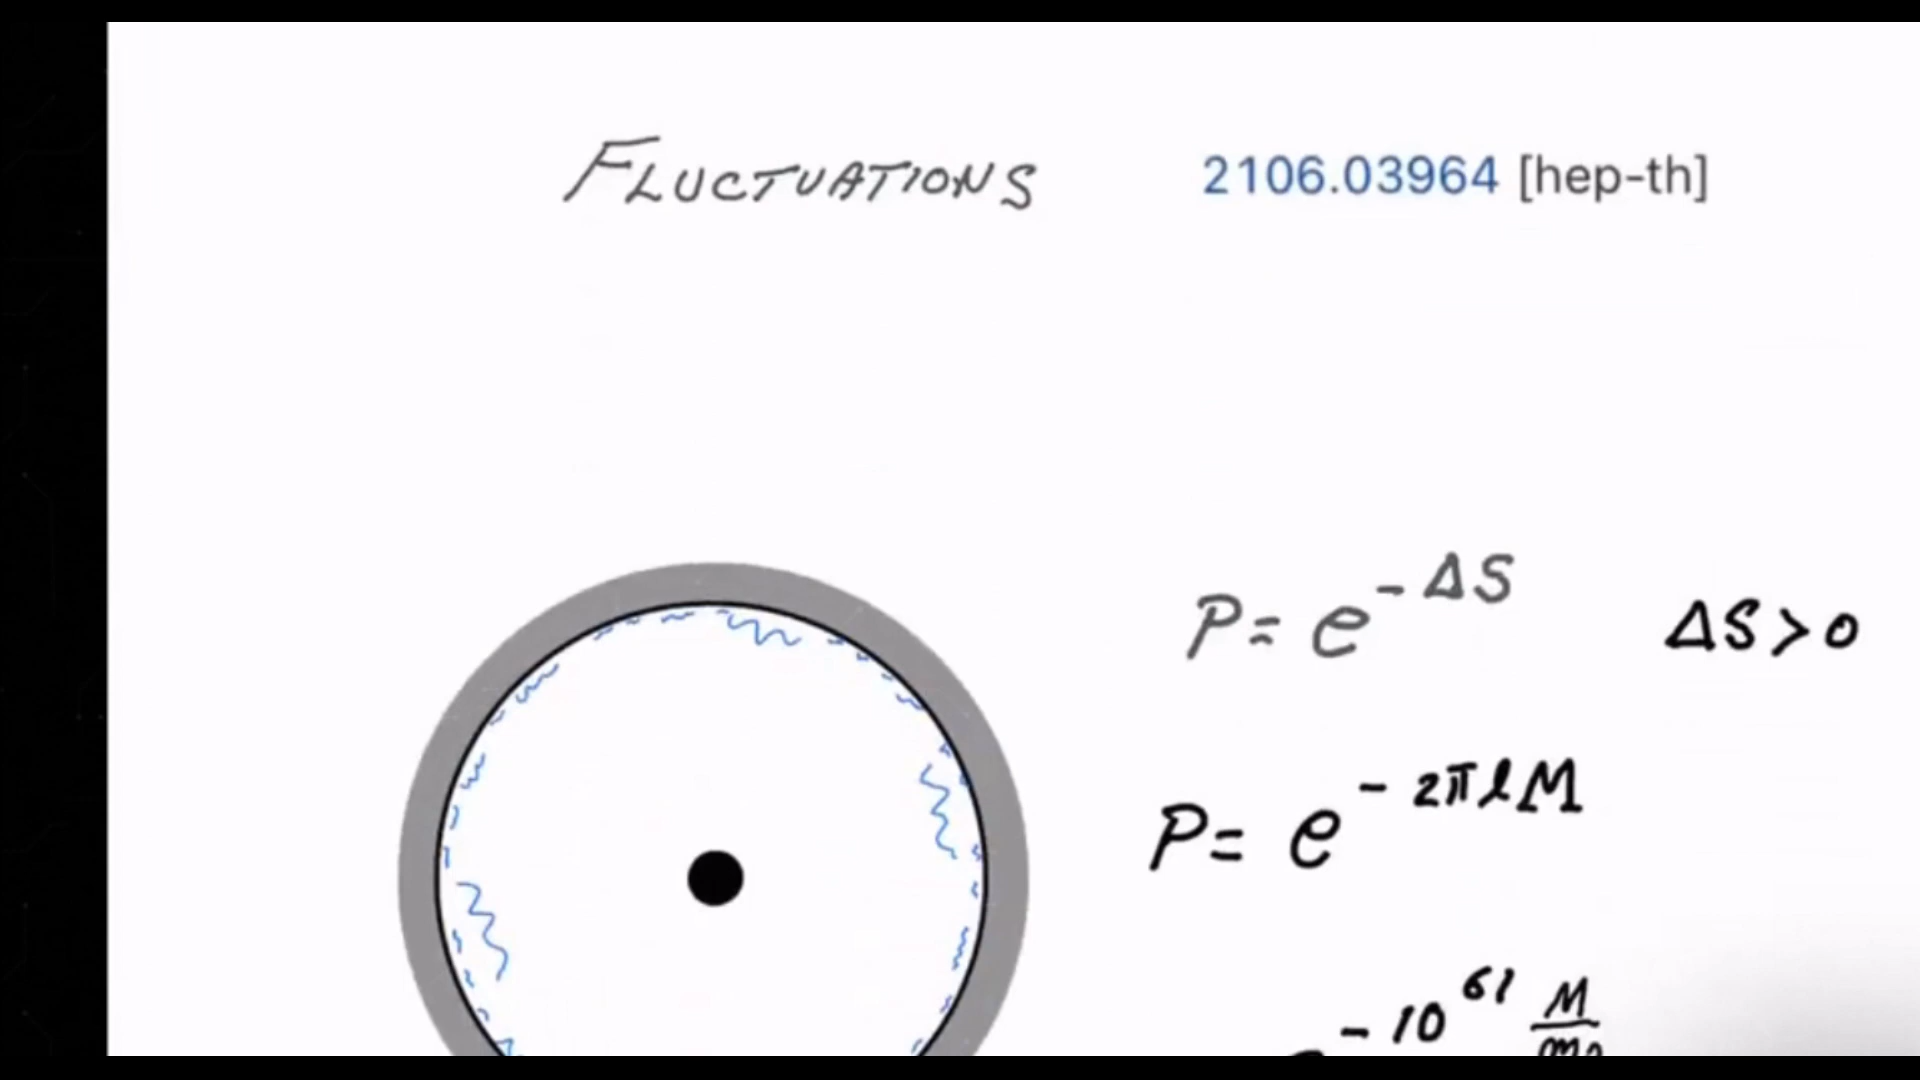 FLUCTUATIONS 2106.03964 [hep-th]
P = e^{-ΔS} ΔS > 0
P = e^{-2πℓM}
-10^{61} M